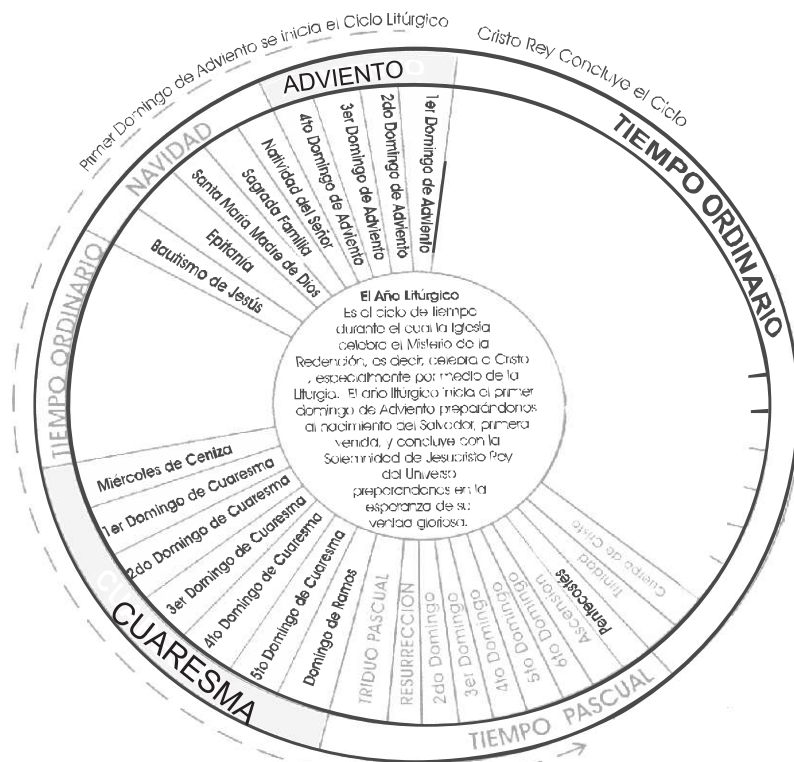 Primer Domingo de Adviento se inicia el Ciclo Litúrgico
Cristo Rey Concluye el Ciclo
ADVIENTO
1er Domingo de Adviento
2do Domingo de Adviento
3er Domingo de Adviento
4to Domingo de Adviento
NAVIDAD
Natividad del Señor
Sagrada Familia
Santa María Madre de Dios
Epifanía
Bautismo de Jesús
TIEMPO ORDINARIO
CUARESMA
Miércoles de Ceniza
1er Domingo de Cuaresma
2do Domingo de Cuaresma
3er Domingo de Cuaresma
4to Domingo de Cuaresma
5to Domingo de Cuaresma
Domingo de Ramos
TIEMPO PASCUAL
TRIDUO PASCUAL
RESURRECCIÓN
2do Domingo
3er Domingo
4to Domingo
5to Domingo
6to Domingo
Ascensión
Pentecostés
Trinidad
Cuerpo de Cristo
TIEMPO ORDINARIO
El Año Litúrgico
Es el ciclo de tiempo
durante el cual la Iglesia
celebra el Misterio de la
Redención, es decir, celebra a Cristo
, especialmente por medio de la
Liturgia. El año litúrgico inicia el primer
domingo de Adviento preparándonos
al nacimiento del Salvador, primera
venida, y concluye con la
Solemnidad de Jesucristo Rey
del Universo
preparandonos en la
esperanza de su
venida gloriosa.